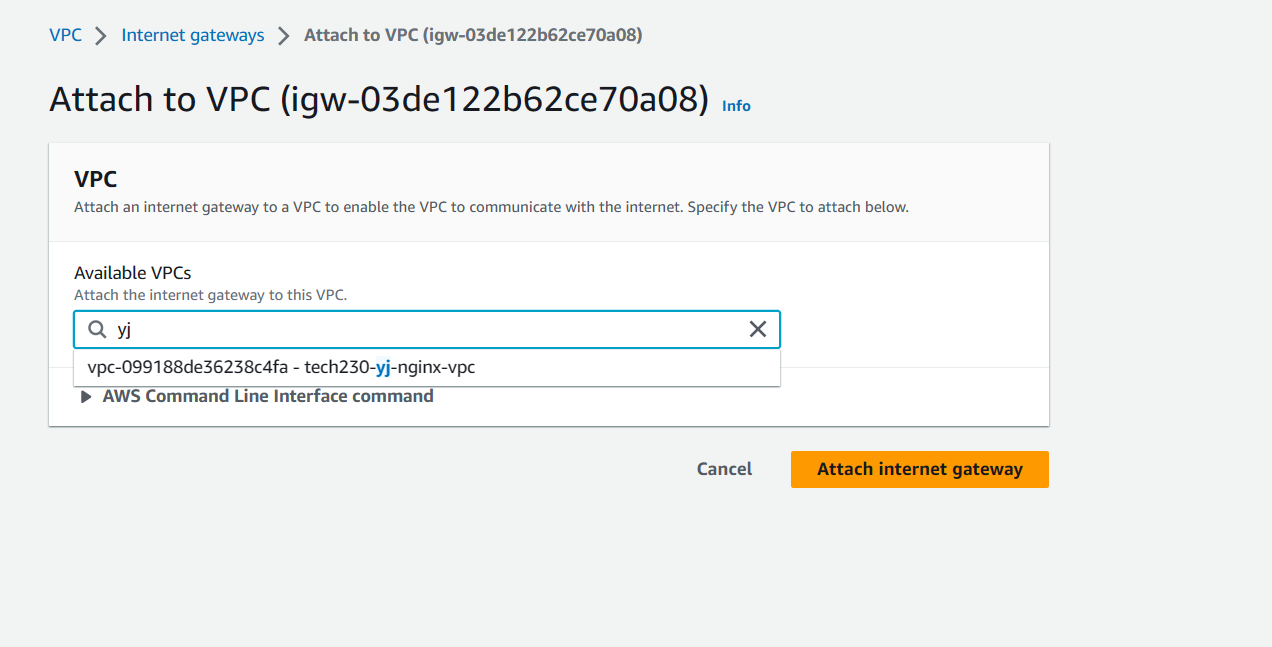 VPC > Internet gateways > Attach to VPC (igw-03de122b62ce70a08)
Attach to VPC (igw-03de122b62ce70a08) Info
VPC
Attach an internet gateway to a VPC to enable the VPC to communicate with the internet. Specify the VPC to attach below.
Available VPCs
Attach the internet gateway to this VPC.
yj
vpc-099188de36238c4fa - tech230-yj-nginx-vpc
AWS Command Line Interface command
Cancel Attach internet gateway